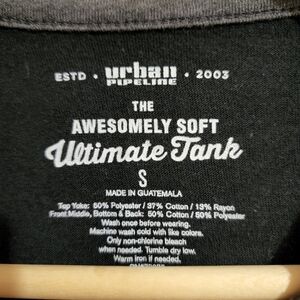 ESTD • urban PIPELINE • 2003
THE
AWESOMELY SOFT
Ultimate Tank
S
MADE IN GUATEMALA
Top Yoke: 50% Polyester / 37% Cotton / 13% Rayon
Front Middle, Bottom & Back: 50% Cotton / 50% Polyester
Wash once before wearing.
Machine wash cold with like colors.
Only non-chlorine bleach
when needed. Tumble dry low.
Warm iron if needed.